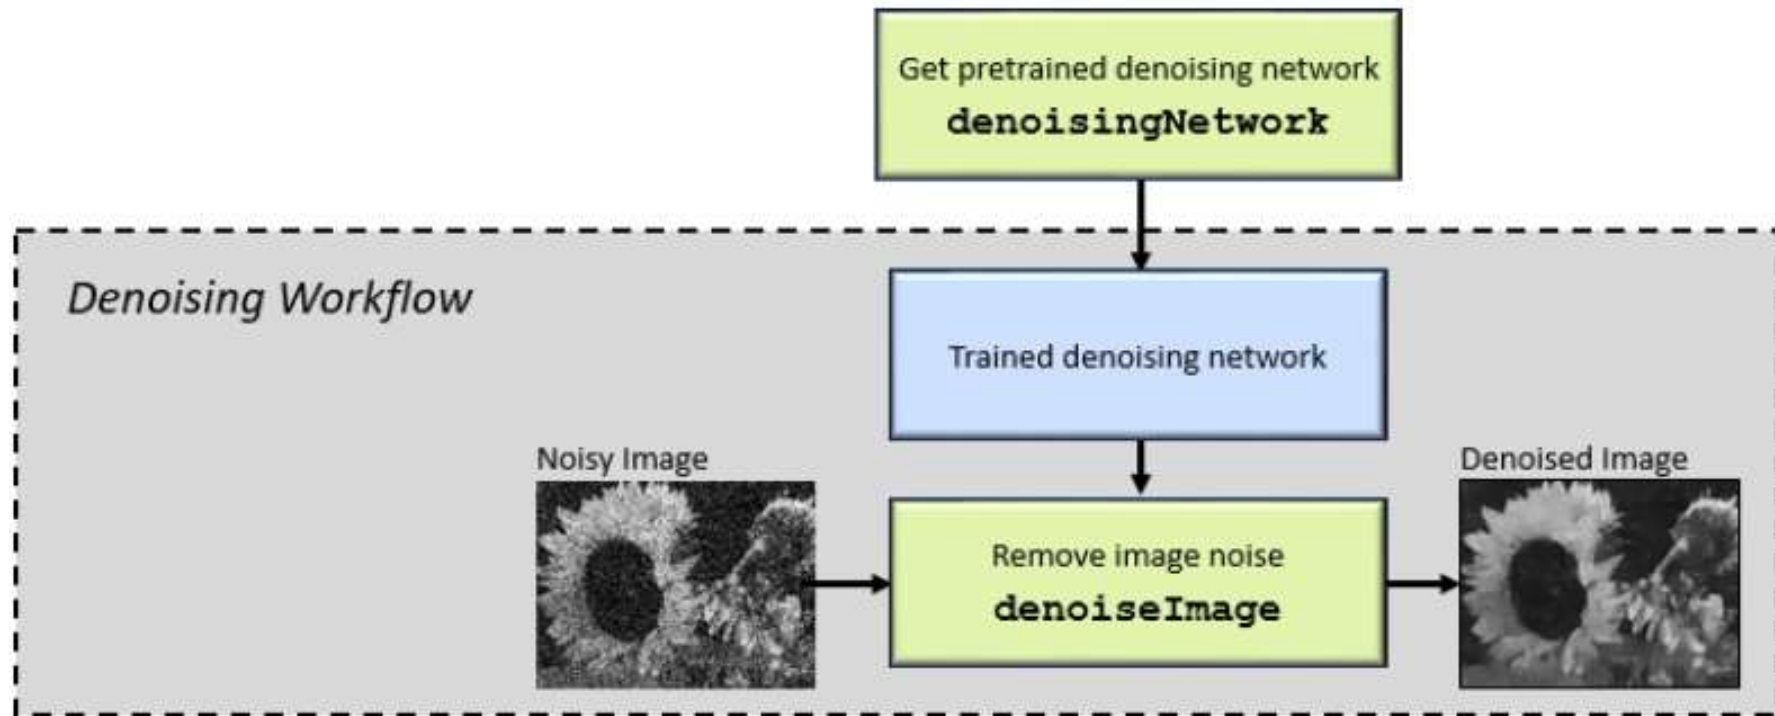 Get pretrained denoising network
denoisingNetwork
Denoising Workflow
Trained denoising network
Noisy Image
Denoised Image
Remove image noise
denoiseImage